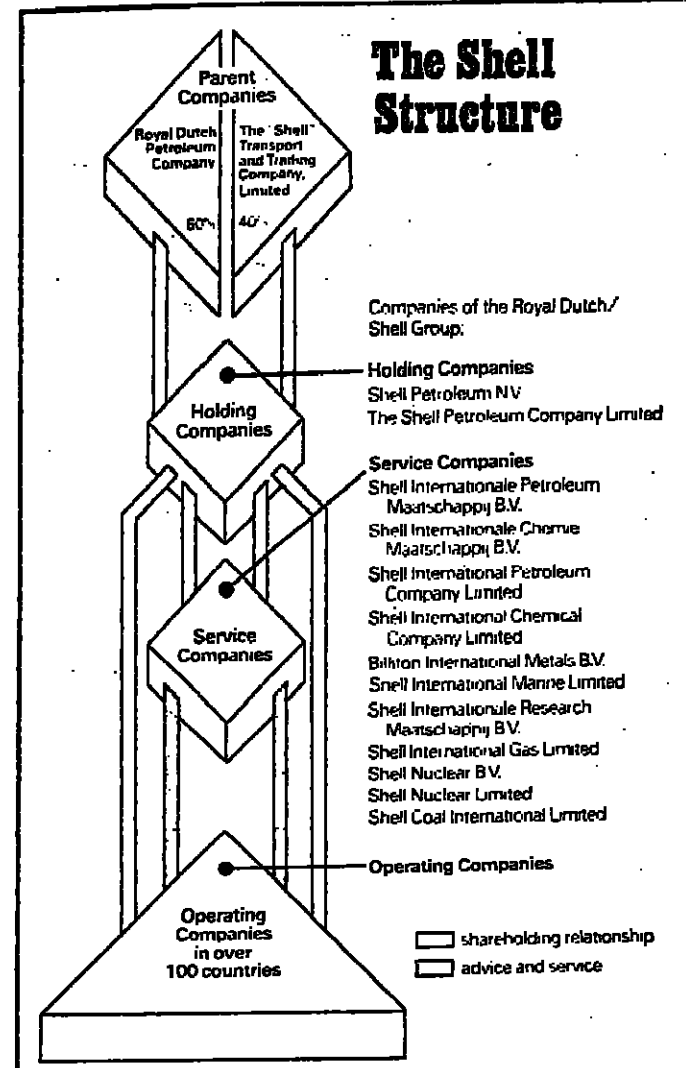 The Shell
Structure
Parent
Companies
Royal Dutch
Petroleum
Company
60%
The "Shell"
Transport
and Trading
Company,
Limited
40%
Companies of the Royal Dutch/
Shell Group:
Holding Companies
Shell Petroleum N.V.
The Shell Petroleum Company Limited
Holding
Companies
Service Companies
Shell Internationale Petroleum
Maatschappij B.V.
Shell Internationale Chemie
Maatschappij B.V.
Shell International Petroleum
Company Limited
Shell International Chemical
Company Limited
Billiton International Metals B.V.
Shell International Marine Limited
Shell Internationale Research
Maatschappij B.V.
Shell International Gas Limited
Shell Nuclear B.V.
Shell Nuclear Limited
Shell Coal International Limited
Service
Companies
Operating Companies
Operating
Companies
in over
100 countries
shareholding relationship
advice and service